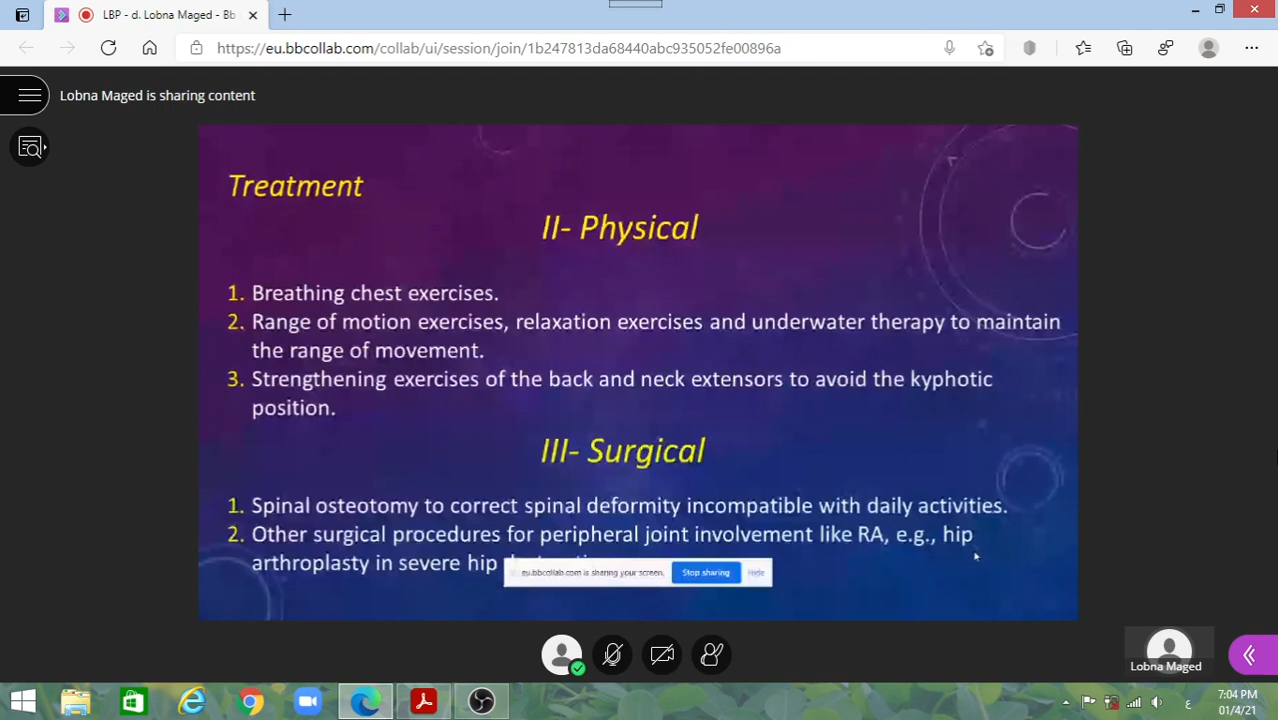 LBP - d. Lobna Maged - Bb
https://eu.bbcollab.com/collab/ui/session/join/1b247813da68440abc935052fe00896a
Lobna Maged is sharing content
Treatment
II- Physical
1. Breathing chest exercises.
2. Range of motion exercises, relaxation exercises and underwater therapy to maintain
the range of movement.
3. Strengthening exercises of the back and neck extensors to avoid the kyphotic
position.
III- Surgical
1. Spinal osteotomy to correct spinal deformity incompatible with daily activities.
2. Other surgical procedures for peripheral joint involvement like RA, e.g., hip
arthroplasty in severe hip
eu.bbcollab.com is sharing your screen. Stop sharing Hide
Lobna Maged
ع
7:04 PM
01/4/21